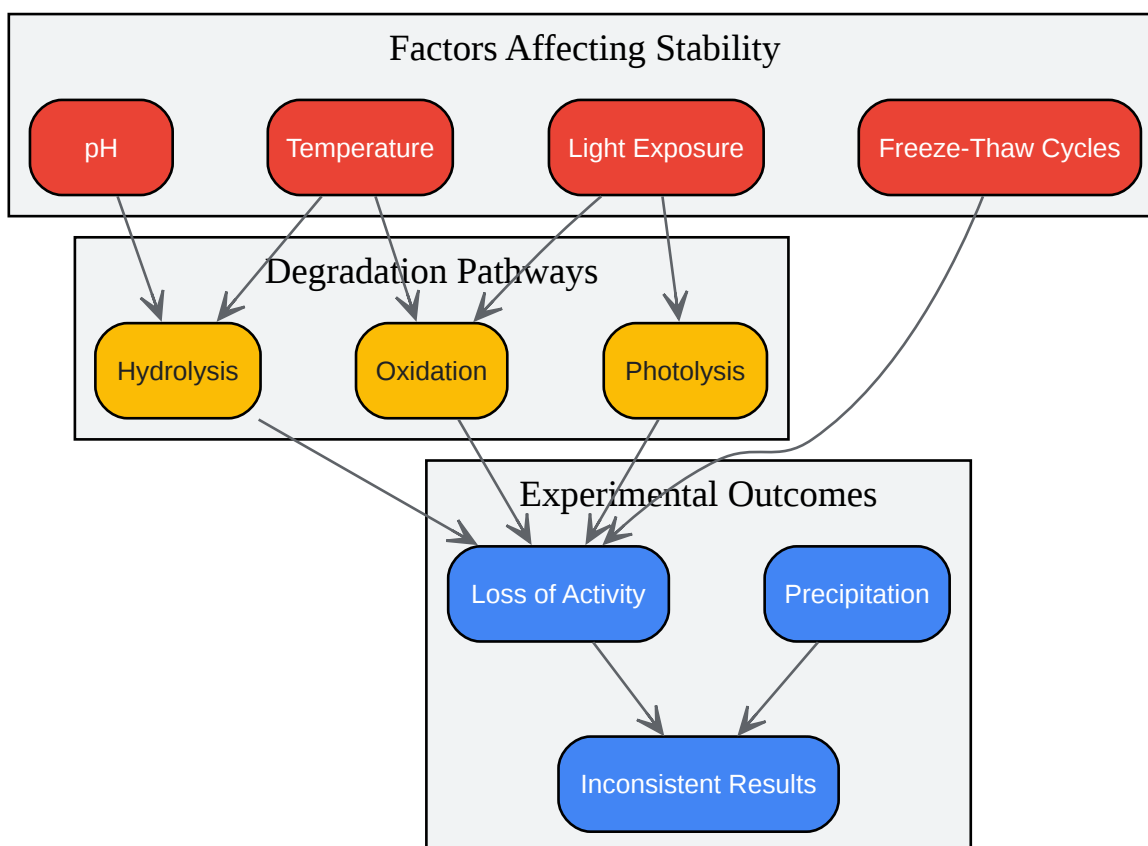 Factors Affecting Stability
pH
Temperature
Light Exposure
Freeze-Thaw Cycles
Degradation Pathways
Hydrolysis
Oxidation
Photolysis
Experimental Outcomes
Loss of Activity
Precipitation
Inconsistent Results